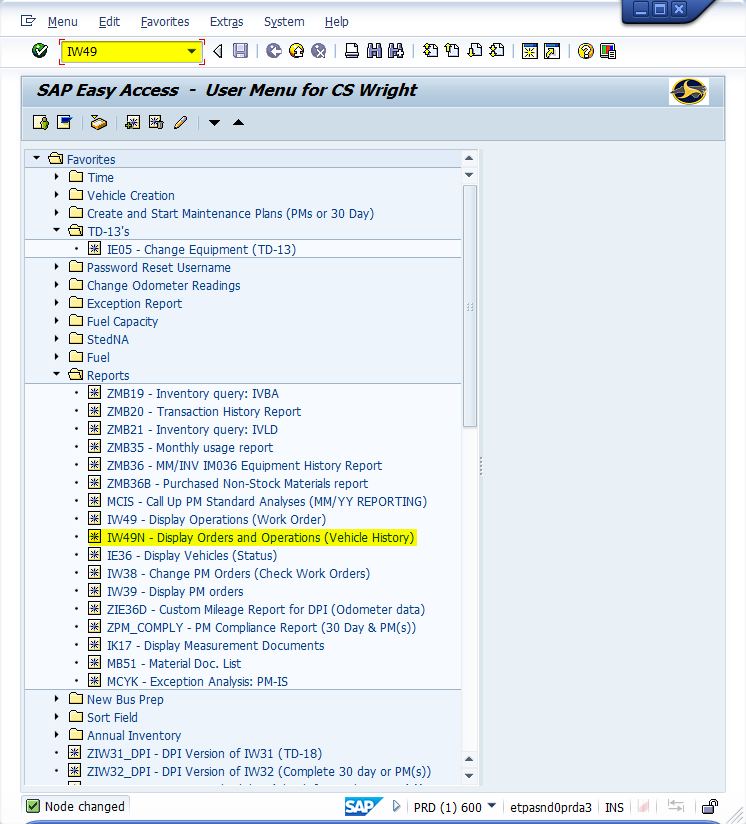 Menu Edit Favorites Extras System Help
IW49
SAP Easy Access - User Menu for CS Wright
Favorites
Time
Vehicle Creation
Create and Start Maintenance Plans (PMs or 30 Day)
TD-13's
IE05 - Change Equipment (TD-13)
Password Reset Username
Change Odometer Readings
Exception Report
Fuel Capacity
StedNA
Fuel
Reports
ZMB19 - Inventory query: IVBA
ZMB20 - Transaction History Report
ZMB21 - Inventory query: IVLD
ZMB35 - Monthly usage report
ZMB36 - MM/INV IM036 Equipment History Report
ZMB36B - Purchased Non-Stock Materials report
MCIS - Call Up PM Standard Analyses (MM/YY REPORTING)
IW49 - Display Operations (Work Order)
IW49N - Display Orders and Operations (Vehicle History)
IE36 - Display Vehicles (Status)
IW38 - Change PM Orders (Check Work Orders)
IW39 - Display PM orders
ZIE36D - Custom Mileage Report for DPI (Odometer data)
ZPM_COMPLY - PM Compliance Report (30 Day & PM(s))
IK17 - Display Measurement Documents
MB51 - Material Doc. List
MCYK - Exception Analysis: PM-IS
New Bus Prep
Sort Field
Annual Inventory
ZIW31_DPI - DPI Version of IW31 (TD-18)
ZIW32_DPI - DPI Version of IW32 (Complete 30 day or PM(s))
Node changed SAP PRD (1) 600 etpasnd0prda3 INS